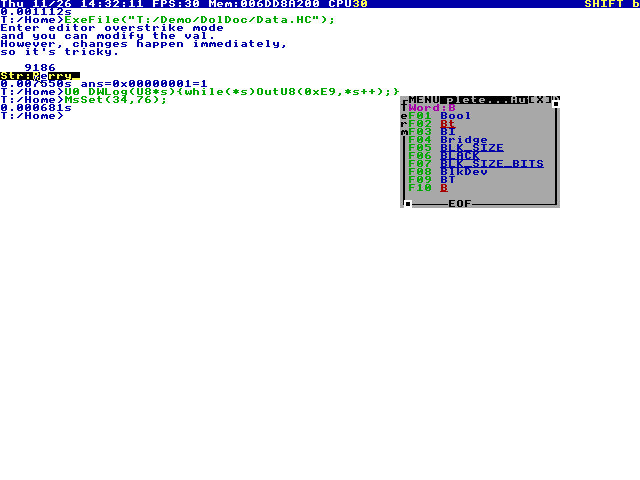 Thu 11/26 14:32:11 FPS:30 Mem:006DD8A200 CPU30 SHIFT b
0.001112s
T:/Home>ExeFile("T:/Demo/DolDoc/Data.HC");
Enter editor overstrike mode
and you can modify the val.
However, changes happen immediately,
so it's tricky.
9186
0.007550s ans=0x00000001=1
T:/Home>U0 DWLog(U8*s){while(*s)OutU8(0xE9,*s++);}
T:/Home>MsSet(34,76);
0.000681s
T:/Home>
MENU plete...Au[X]
Word:B
F01 Bool
F02 Bt
F03 BI
F04 Bridge
F05 BLK_SIZE
F06 BLACK
F07 BLK_SIZE_BITS
F08 BlkDev
F09 BT
F10 B
EOF